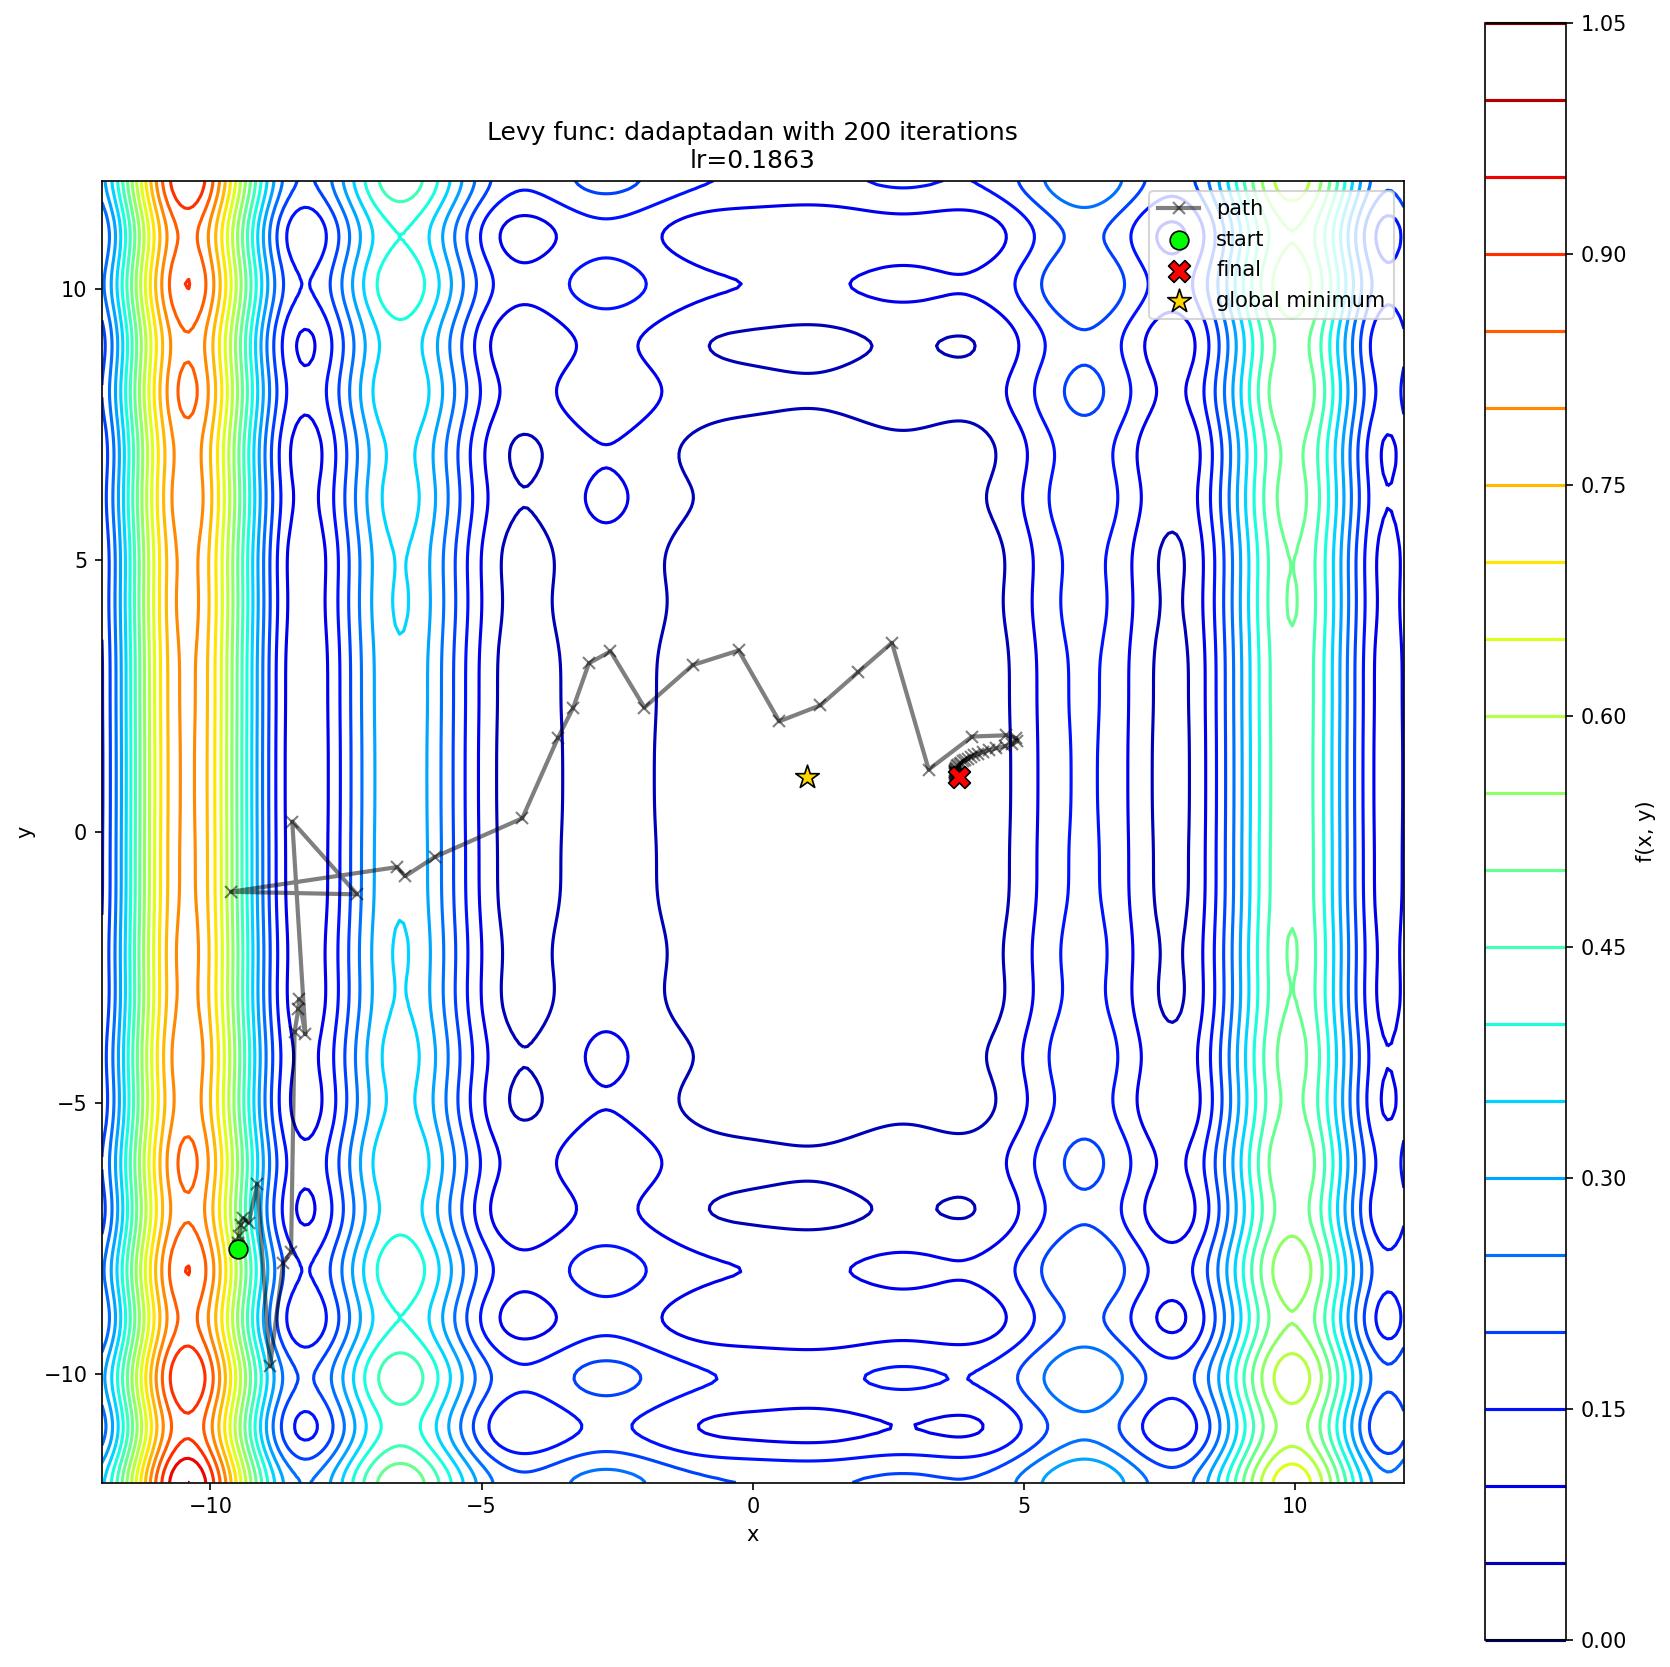 Levy func: dadaptadan with 200 iterations
lr=0.1863
path
start
final
global minimum
10
5
0
−5
−10
y
−10
−5
0
5
10
x
1.05
0.90
0.75
0.60
0.45
0.30
0.15
0.00
f(x, y)